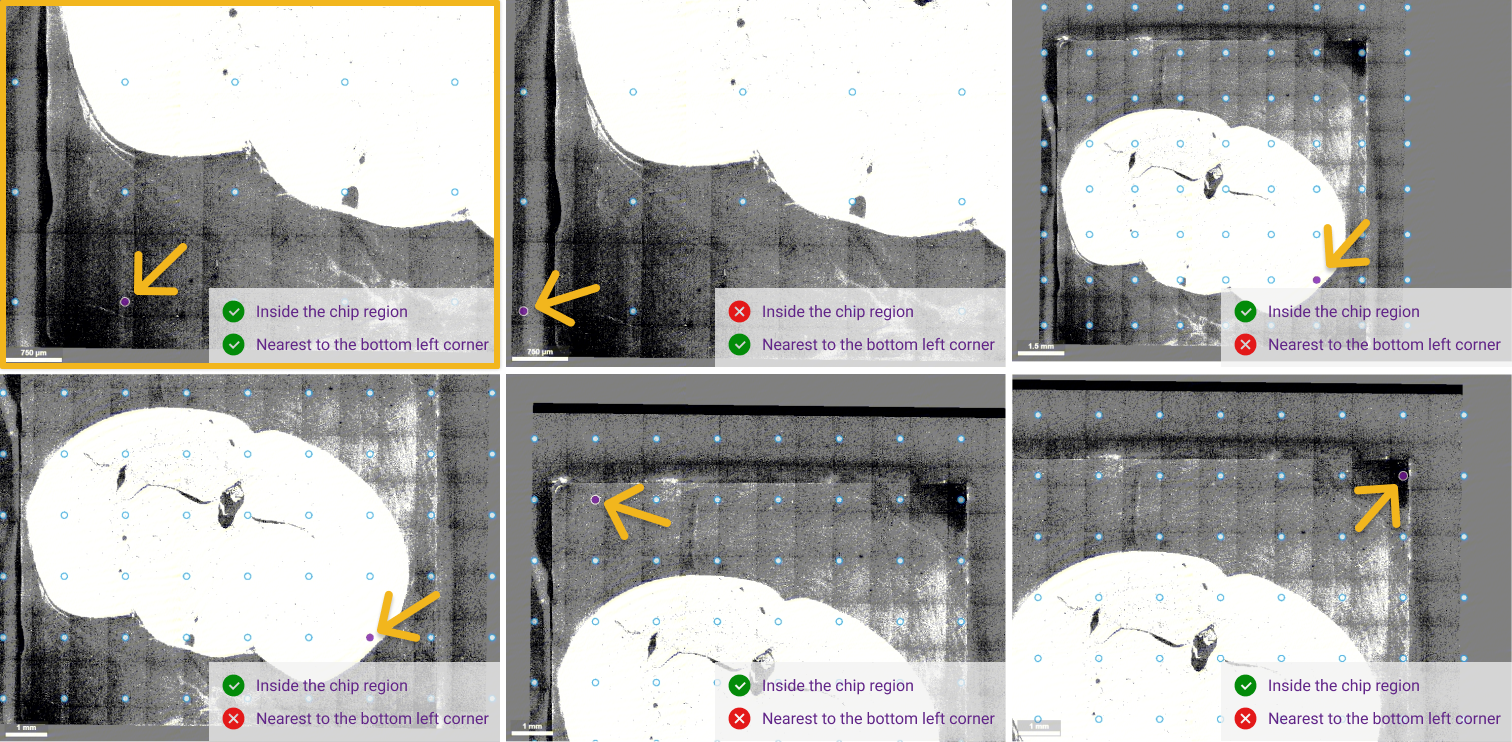 750 µm
Inside the chip region
Nearest to the bottom left corner
750 µm
Inside the chip region
Nearest to the bottom left corner
1.5 mm
Inside the chip region
Nearest to the bottom left corner
1 mm
Inside the chip region
Nearest to the bottom left corner
1 mm
Inside the chip region
Nearest to the bottom left corner
1 mm
Inside the chip region
Nearest to the bottom left corner